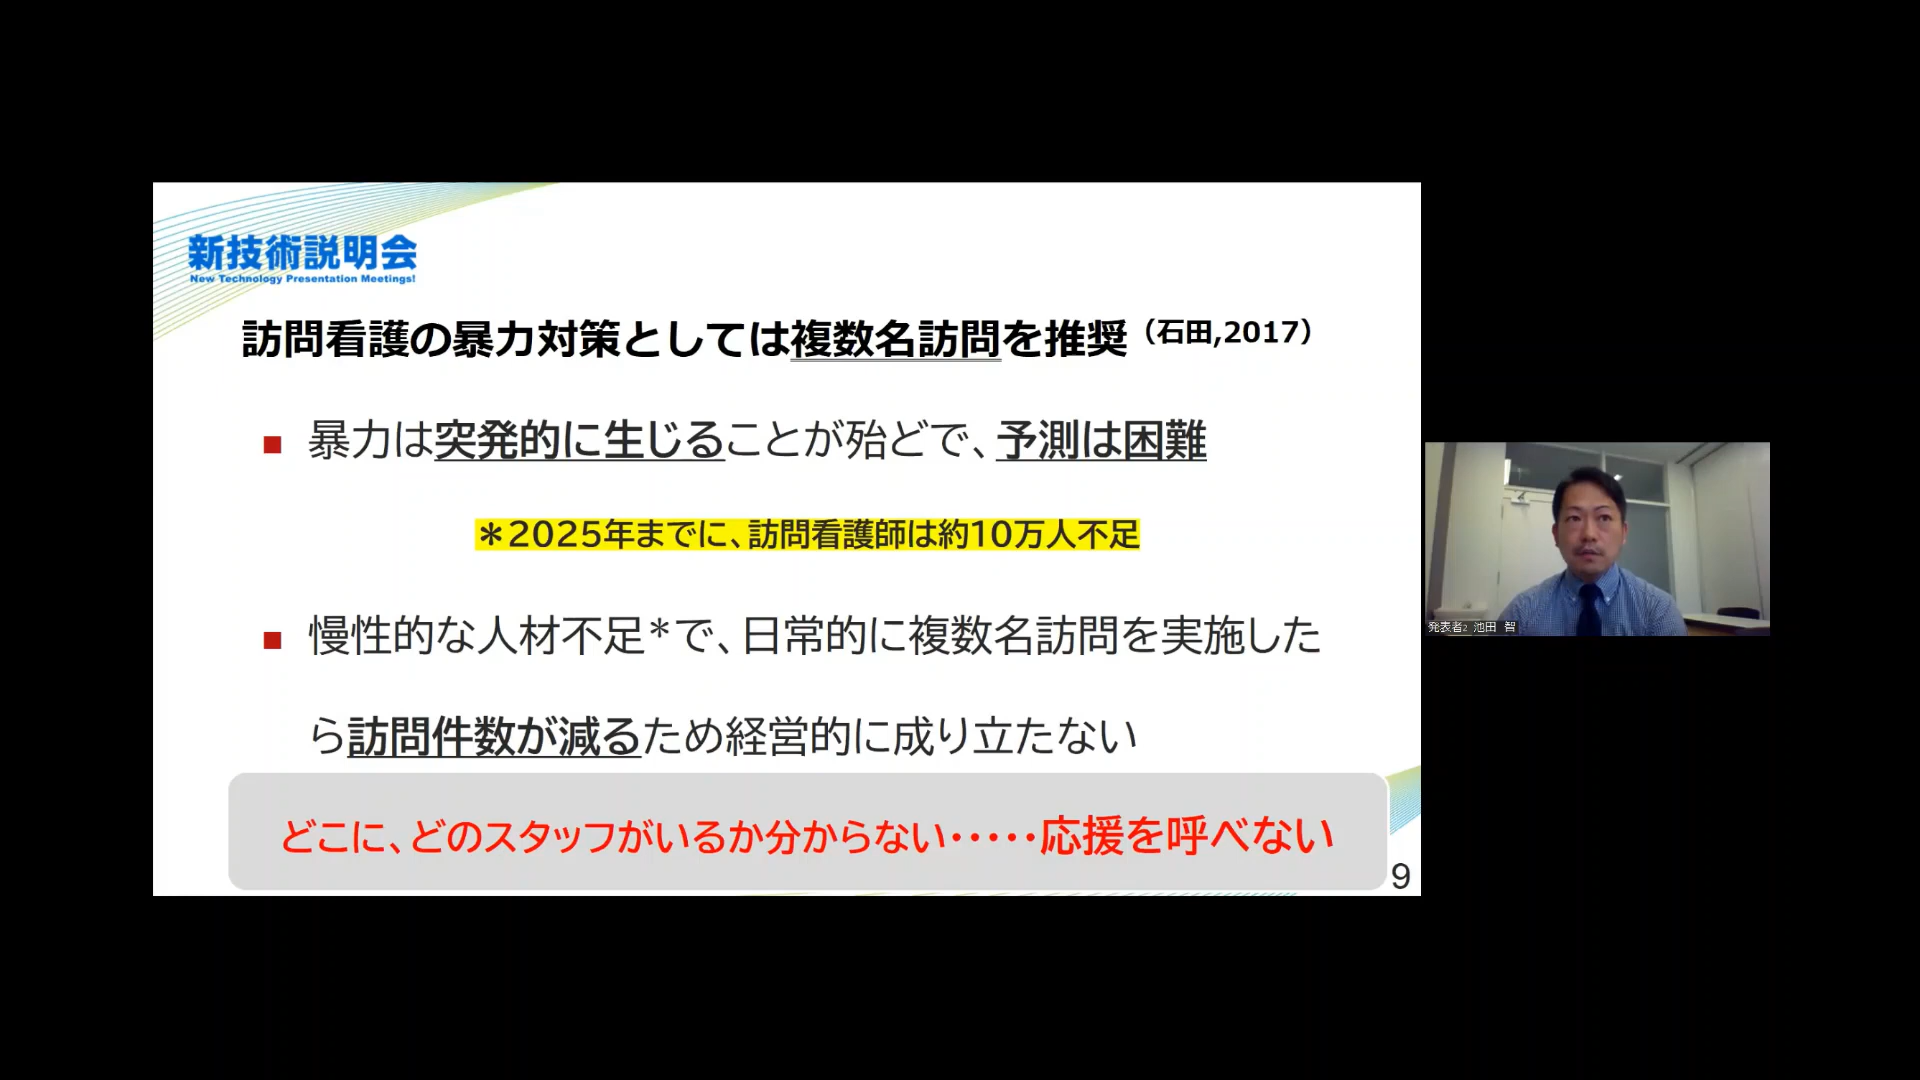 新技術説明会
New Technology Presentation Meetings!
訪問看護の暴力対策としては複数名訪問を推奨（石田,2017）
■ 暴力は突発的に生じることが殆どで、予測は困難
＊2025年までに、訪問看護師は約10万人不足
■ 慢性的な人材不足＊で、日常的に複数名訪問を実施した
ら訪問件数が減るため経営的に成り立たない
どこに、どのスタッフがいるか分からない・・・・・応援を呼べない
9
発表者2 池田 智